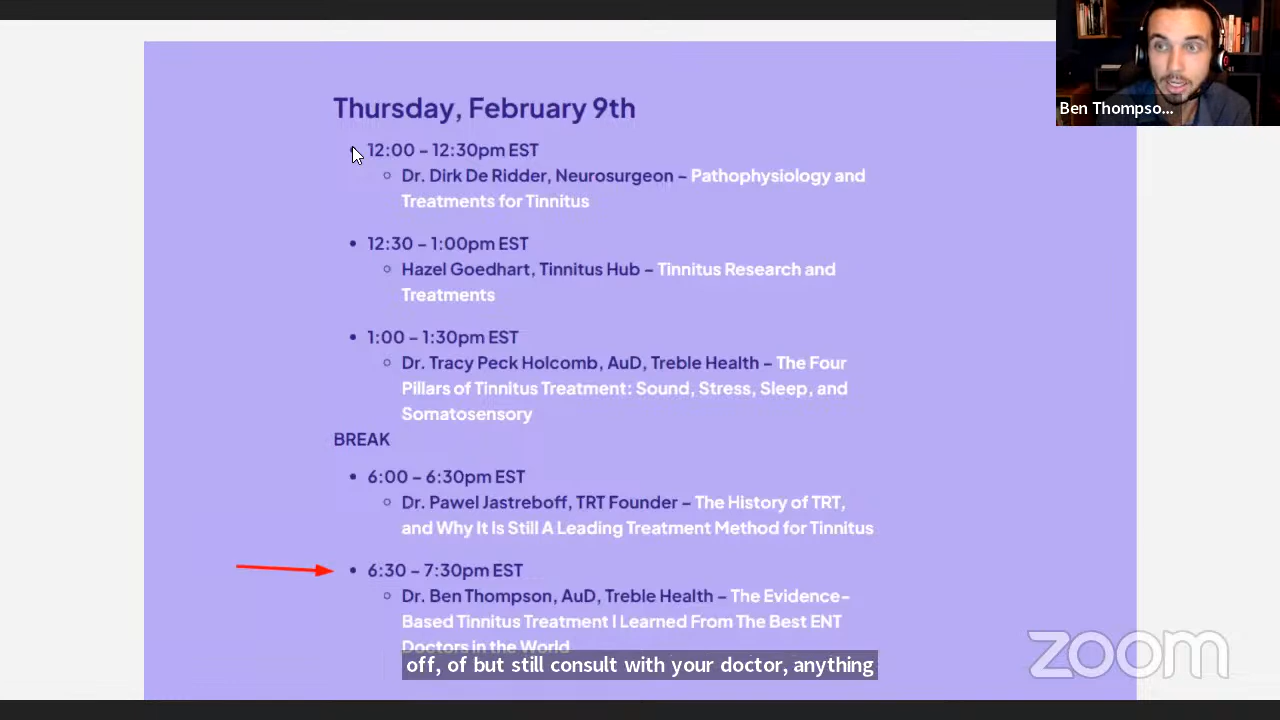 Thursday, February 9th
12:00 – 12:30pm EST
Dr. Dirk De Ridder, Neurosurgeon – Pathophysiology and
Treatments for Tinnitus
12:30 – 1:00pm EST
Hazel Goedhart, Tinnitus Hub – Tinnitus Research and
Treatments
1:00 – 1:30pm EST
Dr. Tracy Peck Holcomb, AuD, Treble Health – The Four
Pillars of Tinnitus Treatment: Sound, Stress, Sleep, and
Somatosensory
BREAK
6:00 – 6:30pm EST
Dr. Pawel Jastreboff, TRT Founder – The History of TRT,
and Why It Is Still A Leading Treatment Method for Tinnitus
6:30 – 7:30pm EST
Dr. Ben Thompson, AuD, Treble Health – The Evidence-
Based Tinnitus Treatment I Learned From The Best ENT
Doctors in the World
off, of but still consult with your doctor, anything
Ben Thompso...
zoom